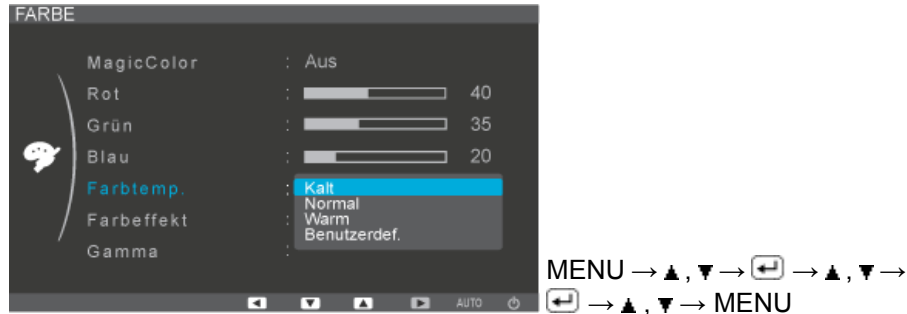 FARBE
MagicColor : Aus
Rot : 40
Grün : 35
Blau : 20
Farbtemp. : Kalt
Normal
Farbeffekt : Warm
Benutzerdef.
Gamma :
AUTO
MENU → ▲ , ▼ → ⏎ → ▲ , ▼ →
⏎ → ▲ , ▼ → MENU